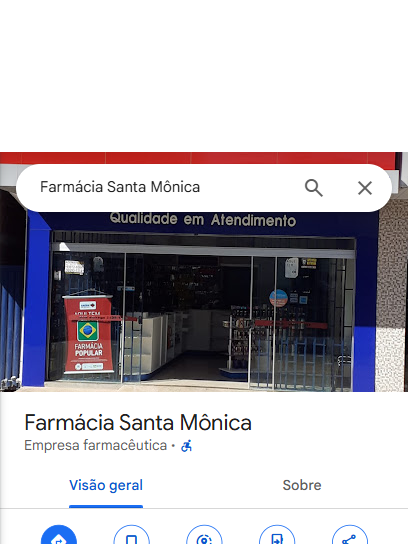 Farmácia Santa Mônica
Qualidade em Atendimento
AQUI TEM
FARMÁCIA
POPULAR
Farmácia Santa Mônica
Empresa farmacêutica ·
Visão geral
Sobre